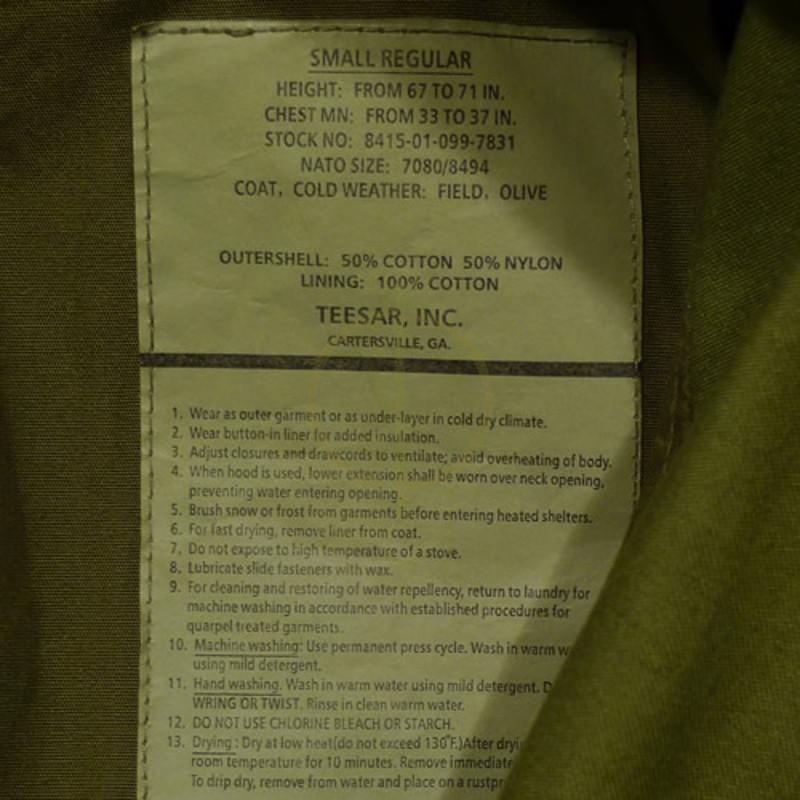 SMALL REGULAR
HEIGHT: FROM 67 TO 71 IN.
CHEST MN: FROM 33 TO 37 IN.
STOCK NO: 8415-01-099-7831
NATO SIZE: 7080/8494
COAT, COLD WEATHER: FIELD, OLIVE
OUTERSHELL: 50% COTTON 50% NYLON
LINING: 100% COTTON
TEESAR, INC.
CARTERSVILLE, GA.
1. Wear as outer garment or as under-layer in cold dry climate.
2. Wear button-in liner for added insulation.
3. Adjust closures and drawcords to ventilate; avoid overheating of body.
4. When hood is used, lower extension shall be worn over neck opening,
preventing water entering opening.
5. Brush snow or frost from garments before entering heated shelters.
6. For fast drying, remove liner from coat.
7. Do not expose to high temperature of a stove.
8. Lubricate slide fasteners with wax.
9. For cleaning and restoring of water repellency, return to laundry for
machine washing in accordance with established procedures for
quarpel treated garments.
10. Machine washing: Use permanent press cycle. Wash in warm
using mild detergent.
11. Hand washing. Wash in warm water using mild detergent.
WRING OR TWIST. Rinse in clean warm water.
12. DO NOT USE CHLORINE BLEACH OR STARCH.
13. Drying : Dry at low heat(do not exceed 130°F.)After
room temperature for 10 minutes. Remove
To drip dry, remove from water and place on a